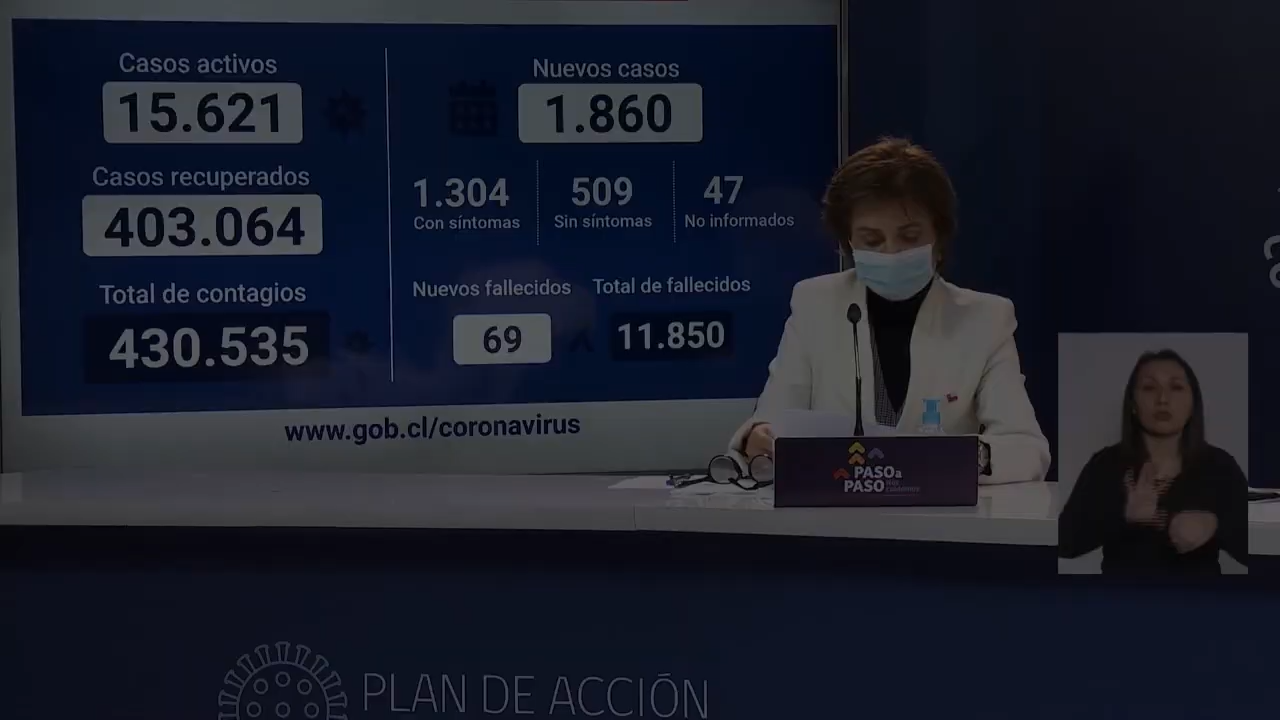 Casos activos
15.621
Casos recuperados
403.064
Total de contagios
430.535
Nuevos casos
1.860
1.304
Con síntomas
509
Sin síntomas
47
No informados
Nuevos fallecidos
69
Total de fallecidos
11.850
www.gob.cl/coronavirus
PASO a
PASO
PLAN DE ACCIÓN